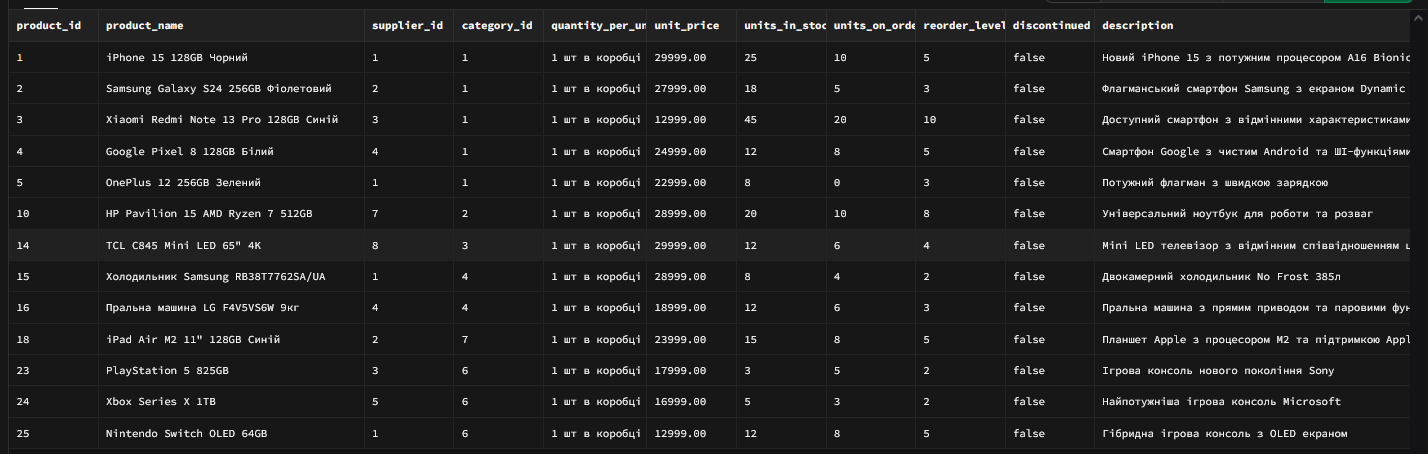 product_id product_name supplier_id category_id quantity_per_un unit_price units_in_stoc units_on_orde reorder_level discontinued description
1 iPhone 15 128GB Чорний 1 1 1 шт в коробці 29999.00 25 10 5 false Новий iPhone 15 з потужним процесором A16 Bionic
2 Samsung Galaxy S24 256GB Фіолетовий 2 1 1 шт в коробці 27999.00 18 5 3 false Флагманський смартфон Samsung з екраном Dynamic
3 Xiaomi Redmi Note 13 Pro 128GB Синій 3 1 1 шт в коробці 12999.00 45 20 10 false Доступний смартфон з відмінними характеристиками
4 Google Pixel 8 128GB Білий 4 1 1 шт в коробці 24999.00 12 8 5 false Смартфон Google з чистим Android та ШІ-функціями
5 OnePlus 12 256GB Зелений 1 1 1 шт в коробці 22999.00 8 0 3 false Потужний флагман з швидкою зарядкою
10 HP Pavilion 15 AMD Ryzen 7 512GB 7 2 1 шт в коробці 28999.00 20 10 8 false Універсальний ноутбук для роботи та розваг
14 TCL C845 Mini LED 65" 4K 8 3 1 шт в коробці 29999.00 12 6 4 false Mini LED телевізор з відмінним співвідношенням
15 Холодильник Samsung RB38T7762SA/UA 1 4 1 шт в коробці 28999.00 8 4 2 false Двокамерний холодильник No Frost 385л
16 Пральна машина LG F4V5VS6W 9кг 4 4 1 шт в коробці 18999.00 12 6 3 false Пральна машина з прямим приводом та паровими фун
18 iPad Air M2 11" 128GB Синій 2 7 1 шт в коробці 23999.00 15 8 5 false Планшет Apple з процесором M2 та підтримкою Appl
23 PlayStation 5 825GB 3 6 1 шт в коробці 17999.00 3 5 2 false Ігрова консоль нового покоління Sony
24 Xbox Series X 1TB 5 6 1 шт в коробці 16999.00 5 3 2 false Найпотужніша ігрова консоль Microsoft
25 Nintendo Switch OLED 64GB 1 6 1 шт в коробці 12999.00 12 8 5 false Гібридна ігрова консоль з OLED екраном